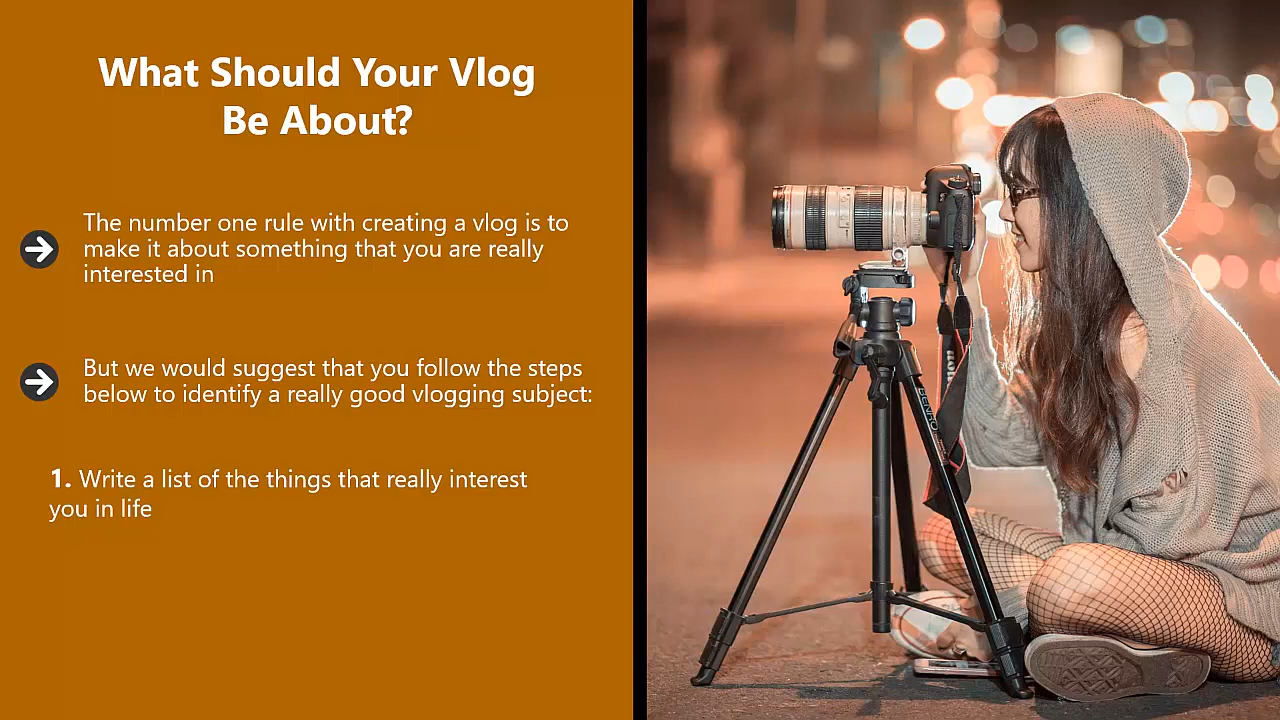 What Should Your Vlog
Be About?
The number one rule with creating a vlog is to
make it about something that you are really
interested in
But we would suggest that you follow the steps
below to identify a really good vlogging subject:
1. Write a list of the things that really interest
you in life
BENRO